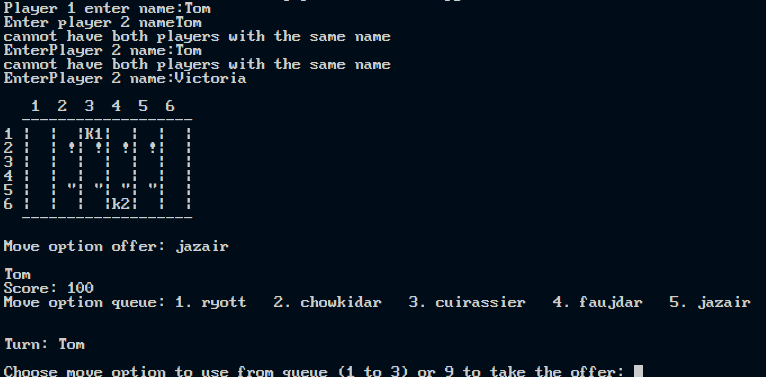 Player 1 enter name:Tom
Enter player 2 nameTom
cannot have both players with the same name
EnterPlayer 2 name:Tom
cannot have both players with the same name
EnterPlayer 2 name:Victoria
   1  2  3  4  5  6
  -------------------
1 |  |  |K1|  |  |  |
2 |  | !| !| !| !|  |
3 |  |  |  |  |  |  |
4 |  |  |  |  |  |  |
5 |  | "| "| "| "|  |
6 |  |  |  |k2|  |  |
  -------------------
Move option offer: jazair
Tom
Score: 100
Move option queue: 1. ryott   2. chowkidar   3. cuirassier   4. faujdar   5. jazair
Turn: Tom
Choose move option to use from queue (1 to 3) or 9 to take the offer: